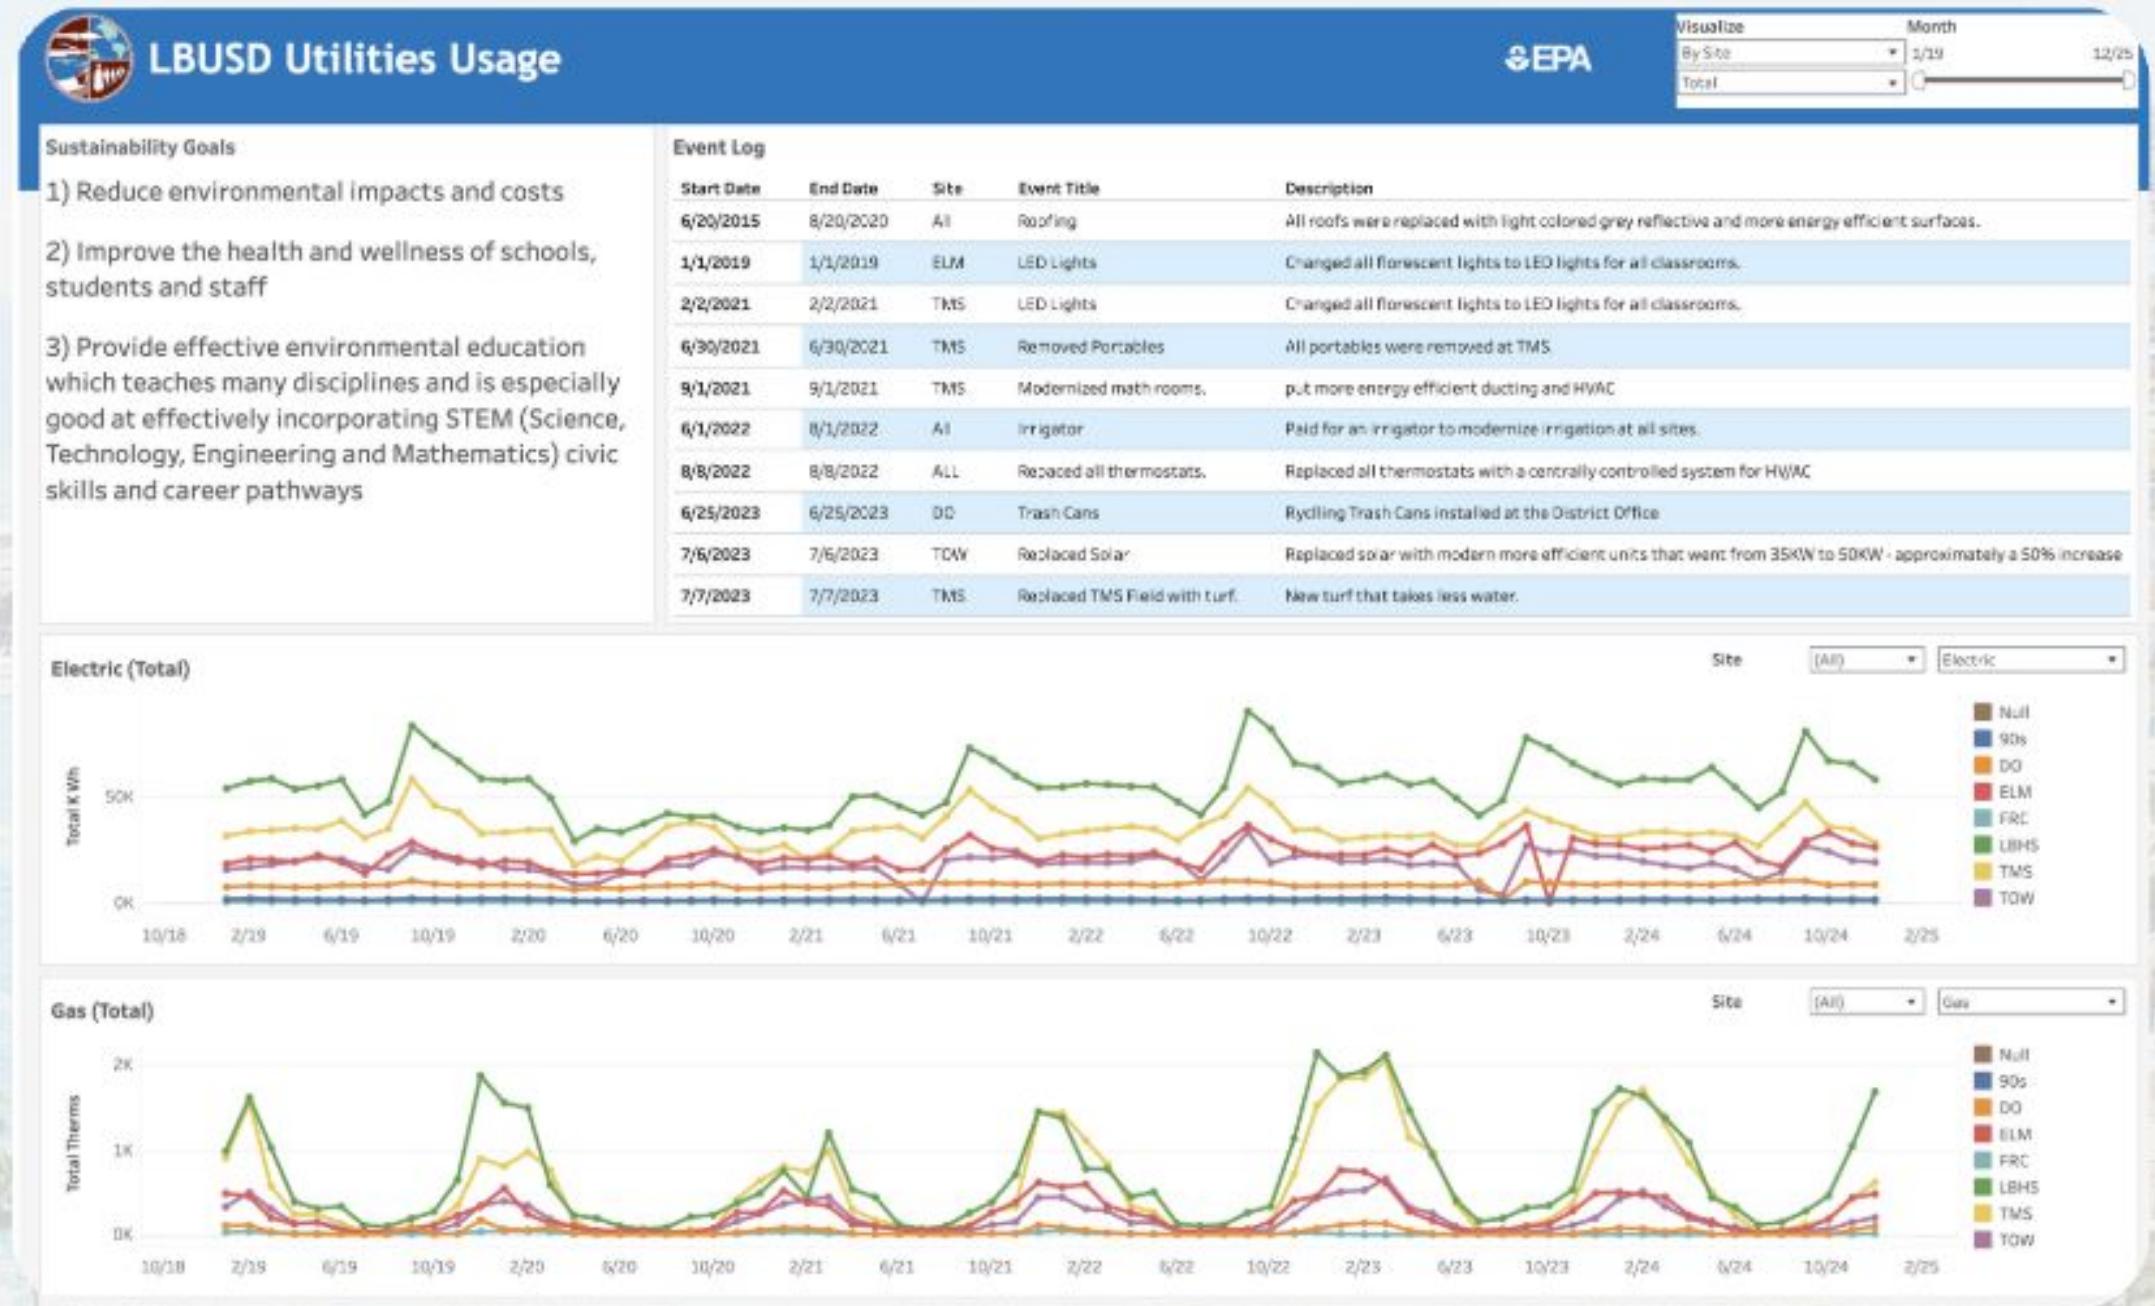 LBUSD Utilities Usage
EPA
Visualize
By Site
Total
Month
1/19 12/25
Sustainability Goals
1) Reduce environmental impacts and costs
2) Improve the health and wellness of schools,
students and staff
3) Provide effective environmental education
which teaches many disciplines and is especially
good at effectively incorporating STEM (Science,
Technology, Engineering and Mathematics) civic
skills and career pathways
Event Log
Start Date End Date Site Event Title Description
6/20/2015 8/20/2020 All Roofing All roofs were replaced with light colored grey reflective and more energy efficient surfaces.
1/1/2019 1/1/2019 ELM LED Lights Changed all florescent lights to LED lights for all classrooms.
2/2/2021 2/2/2021 TMS LED Lights Changed all florescent lights to LED lights for all classrooms.
6/30/2021 6/30/2021 TMS Removed Portables All portables were removed at TMS
9/1/2021 9/1/2021 TMS Modernized math rooms. put more energy efficient ducting and HVAC
6/1/2022 8/1/2022 All Irrigator Paid for an irrigator to modernize irrigation at all sites.
8/8/2022 8/8/2022 ALL Repaced all thermostats. Replaced all thermostats with a centrally controlled system for HV/AC
6/25/2023 6/25/2023 DO Trash Cans Ryclling Trash Cans installed at the District Office
7/6/2023 7/6/2023 TOW Replaced Solar Replaced solar with modern more efficient units that went from 35KW to 50KW - approximately a 50% increase
7/7/2023 7/7/2023 TMS Replaced TMS Field with turf. New turf that takes less water.
Electric (Total)
Site (All) Electric
Total K Wh
50K
0K
10/18 2/19 6/19 10/19 2/20 6/20 10/20 2/21 6/21 10/21 2/22 6/22 10/22 2/23 6/23 10/23 2/24 6/24 10/24 2/25
Null
90s
DO
ELM
FRC
LBHS
TMS
TOW
Gas (Total)
Site (All) Gas
Total Therms
2K
1K
0K
10/18 2/19 6/19 10/19 2/20 6/20 10/20 2/21 6/21 10/21 2/22 6/22 10/22 2/23 6/23 10/23 2/24 6/24 10/24 2/25
Null
90s
DO
ELM
FRC
LBHS
TMS
TOW